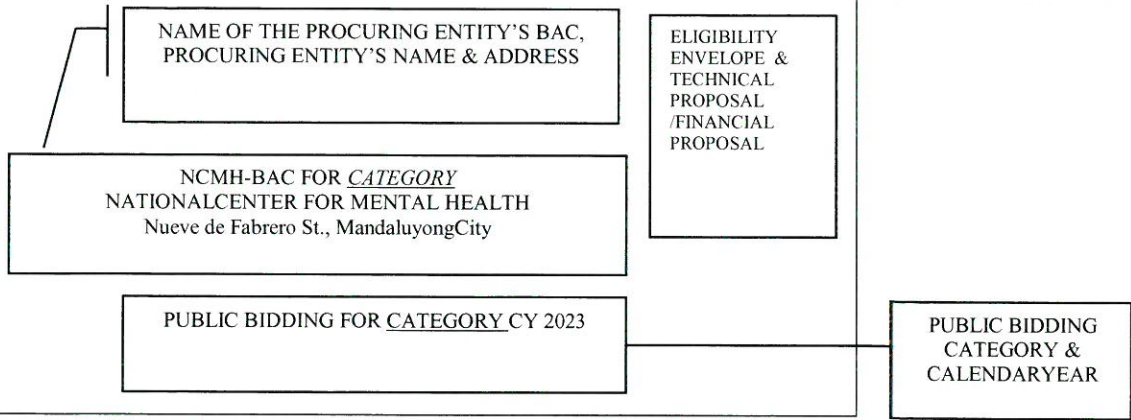 NAME OF THE PROCURING ENTITY'S BAC,
PROCURING ENTITY'S NAME & ADDRESS
ELIGIBILITY
ENVELOPE &
TECHNICAL
PROPOSAL
/FINANCIAL
PROPOSAL
NCMH-BAC FOR CATEGORY
NATIONALCENTER FOR MENTAL HEALTH
Nueve de Fabrero St., MandaluyongCity
PUBLIC BIDDING FOR CATEGORY CY 2023
PUBLIC BIDDING
CATEGORY &
CALENDARYEAR